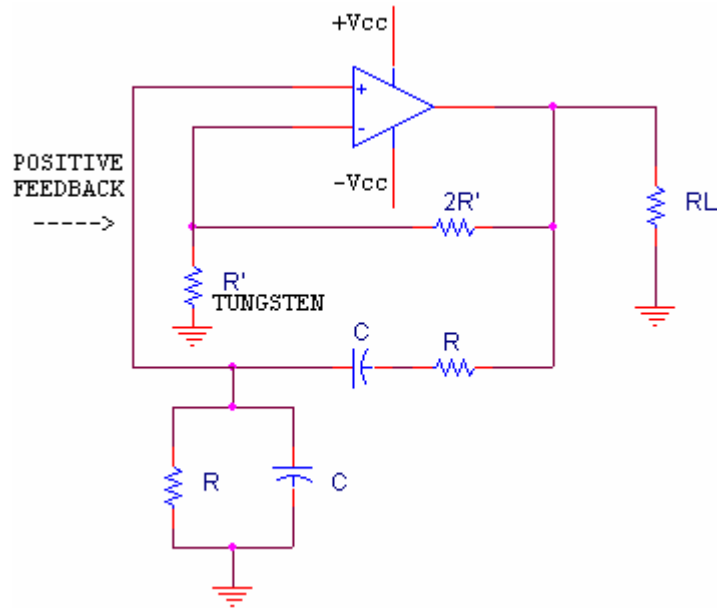 +Vcc
+
-
-Vcc
POSITIVE
FEEDBACK
----->
2R'
RL
R'
TUNGSTEN
C
R
R
C